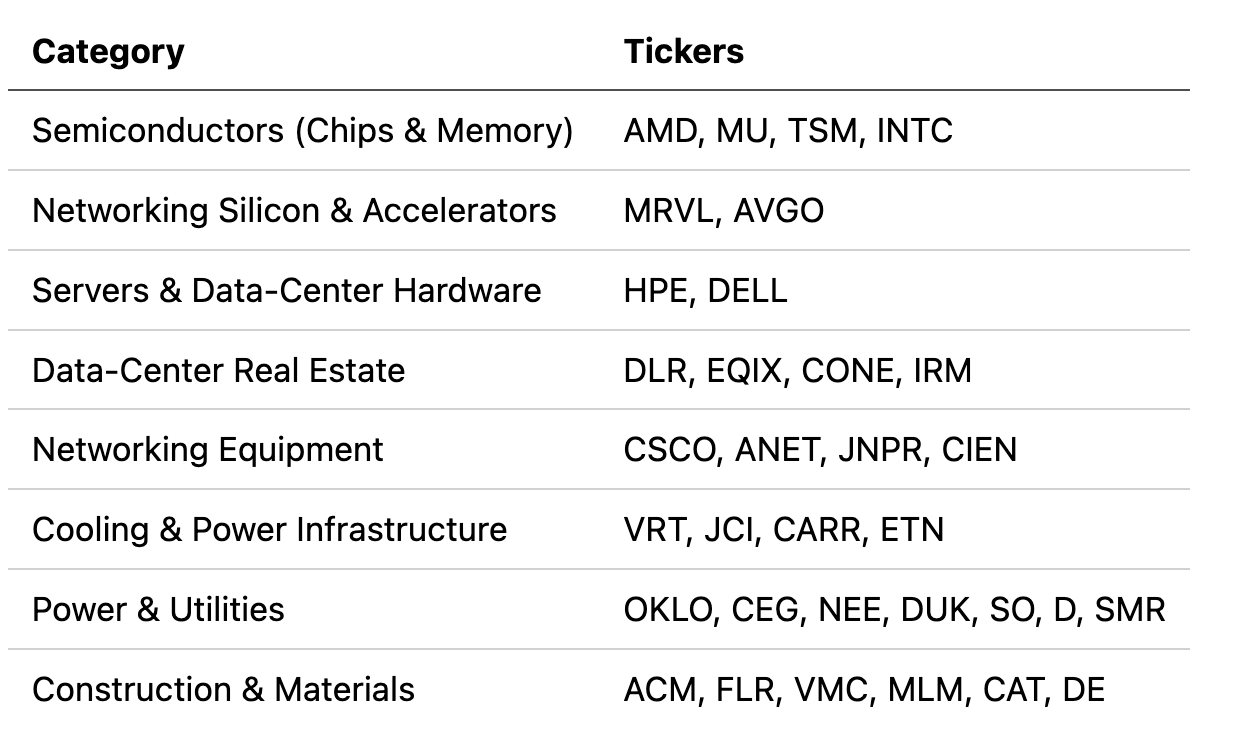 Category Tickers
Semiconductors (Chips & Memory) AMD, MU, TSM, INTC
Networking Silicon & Accelerators MRVL, AVGO
Servers & Data-Center Hardware HPE, DELL
Data-Center Real Estate DLR, EQIX, CONE, IRM
Networking Equipment CSCO, ANET, JNPR, CIEN
Cooling & Power Infrastructure VRT, JCI, CARR, ETN
Power & Utilities OKLO, CEG, NEE, DUK, SO, D, SMR
Construction & Materials ACM, FLR, VMC, MLM, CAT, DE